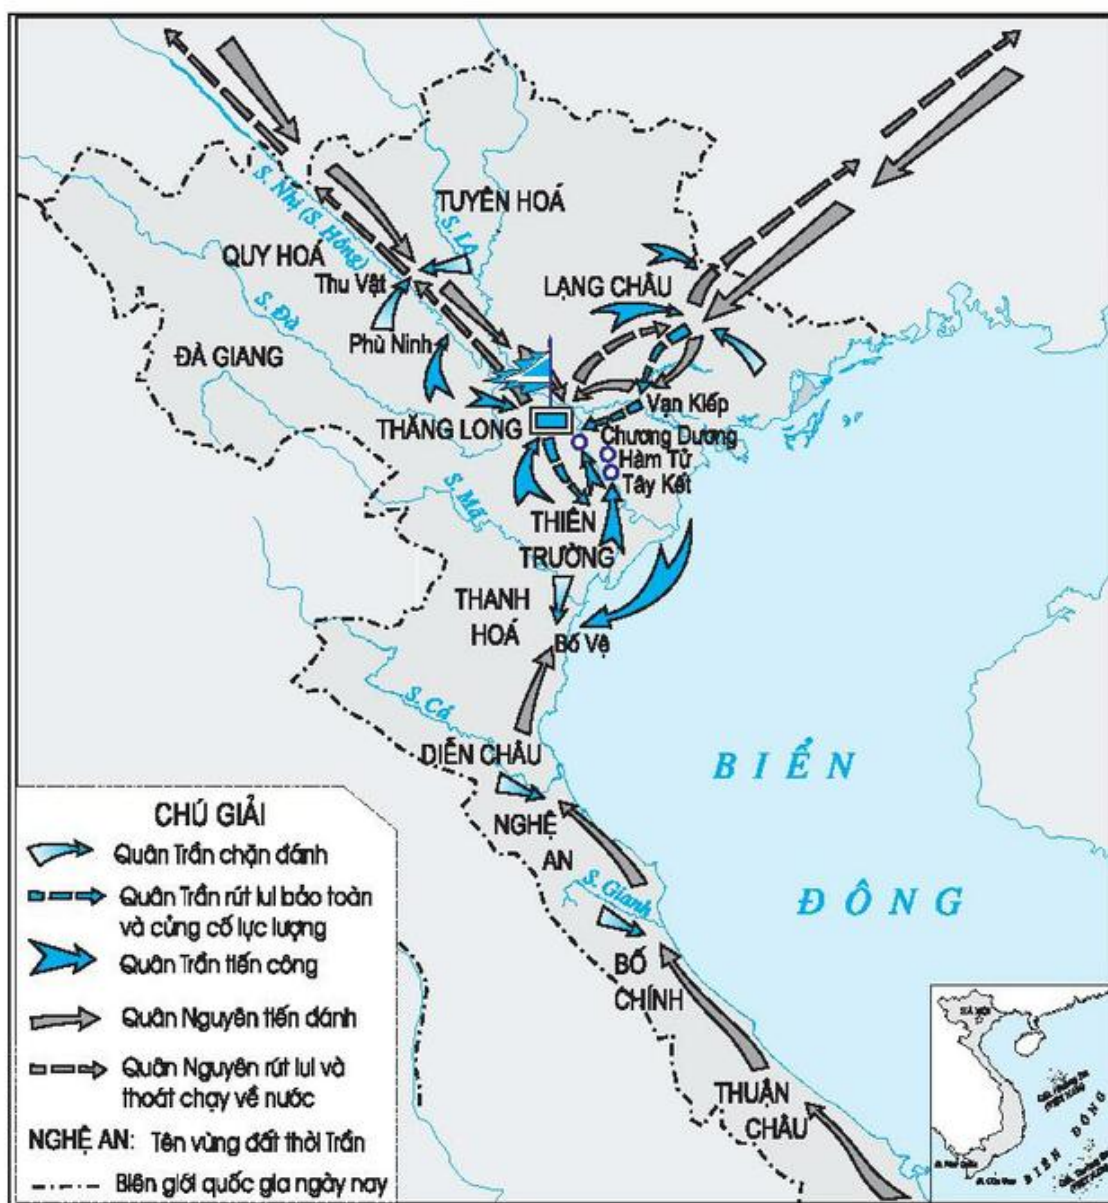 TUYÊN HOÁ
S. Nhị (S. Hồng)
S. Lô
QUY HOÁ
Thu Vật
LẠNG CHÂU
S. Đà
Phù Ninh
ĐÀ GIANG
Vạn Kiếp
THĂNG LONG
Chương Dương
Hàm Tử
Tây Kết
S. Mã
THIÊN
TRƯỜNG
THANH
HOÁ
Bố Vệ
S. Cả
DIỄN CHÂU
BIỂN
ĐÔNG
NGHỆ
AN
S. Gianh
BỐ
CHÍNH
THUẬN
CHÂU
CHÚ GIẢI
Quân Trần chặn đánh
Quân Trần rút lui bảo toàn
và củng cố lực lượng
Quân Trần tiến công
Quân Nguyên tiến đánh
Quân Nguyên rút lui và
thoát chạy về nước
NGHỆ AN: Tên vùng đất thời Trần
Biên giới quốc gia ngày nay
HÀ NỘI
BIỂN ĐÔNG